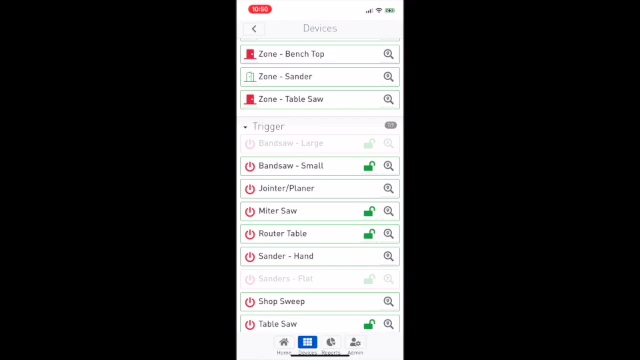 10:50
Devices
Zone - Bench Top
Zone - Sander
Zone - Table Saw
Trigger
Bandsaw - Large
Bandsaw - Small
Jointer/Planer
Miter Saw
Router Table
Sander - Hand
Sanders - Flat
Shop Sweep
Table Saw
Home Devices Reports Admin